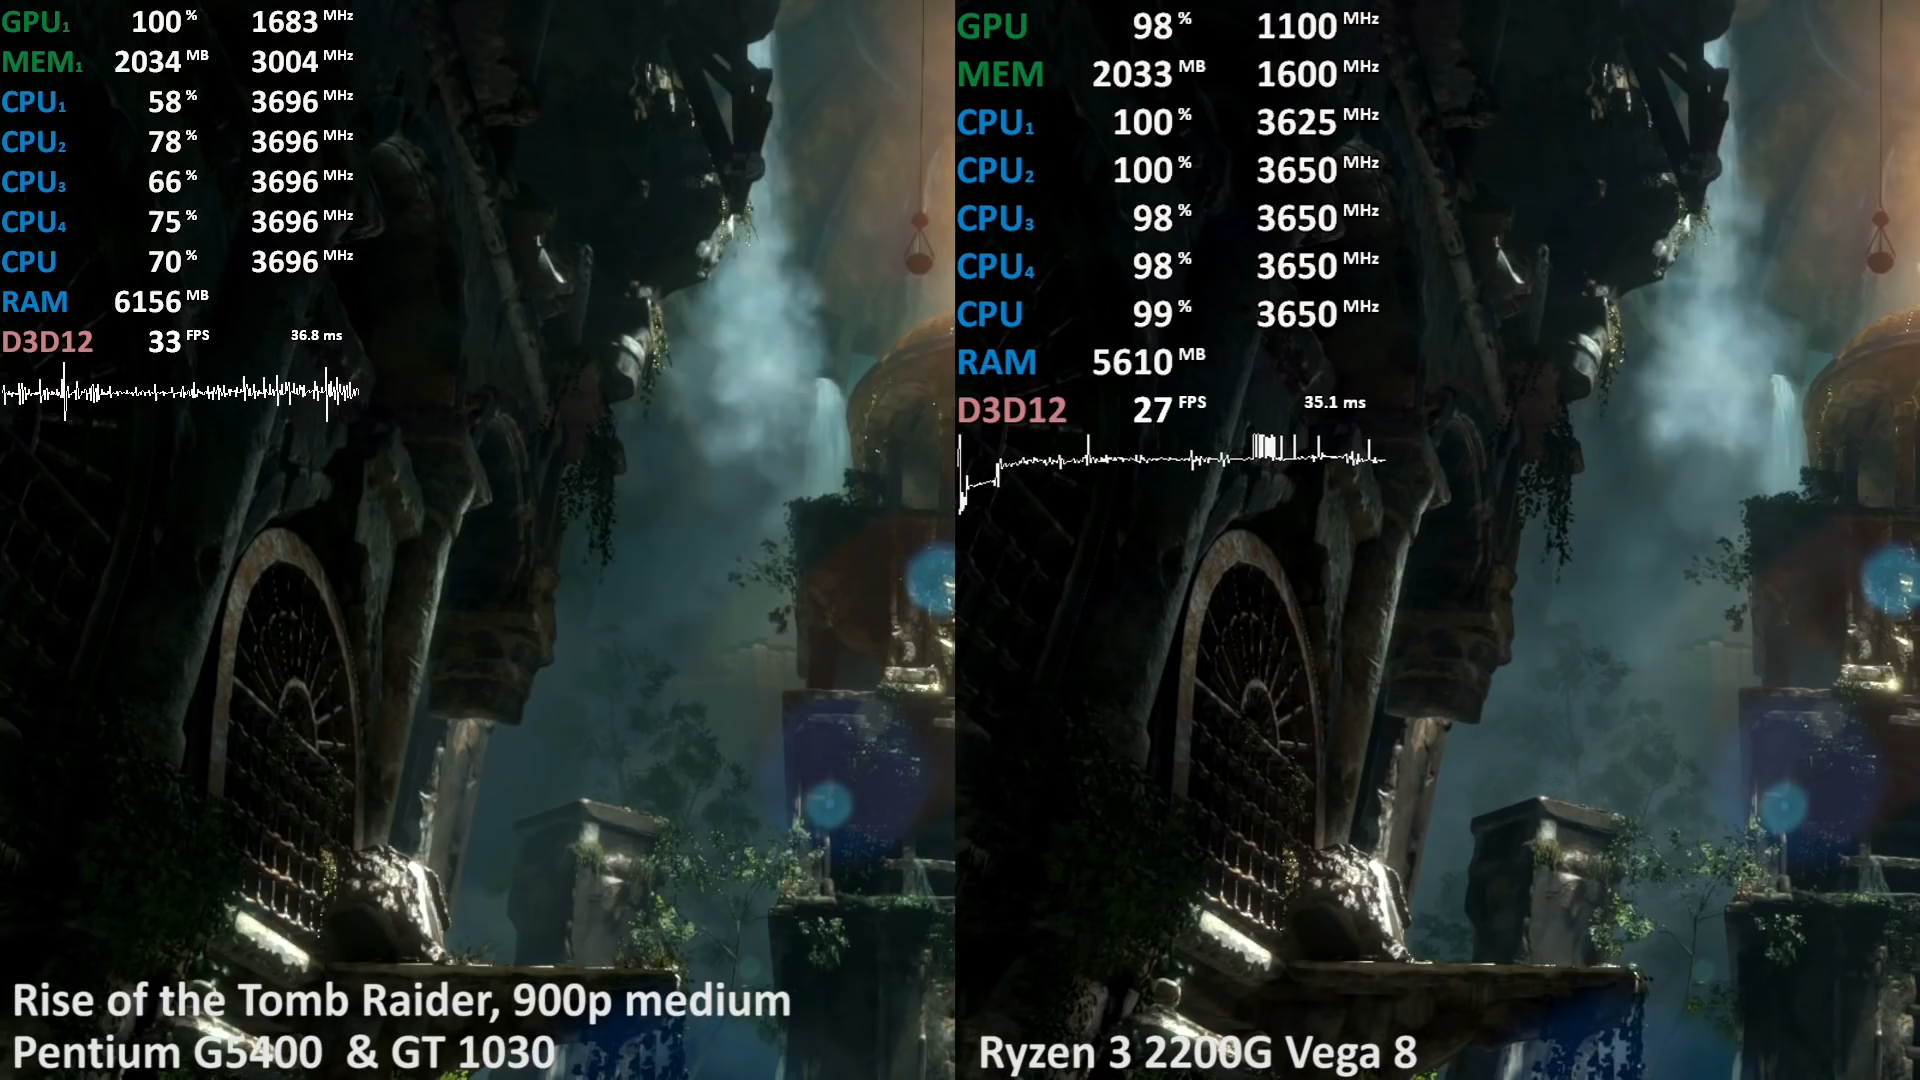 GPU1 100 % 1683 MHz
MEM1 2034 MB 3004 MHz
CPU1 58 % 3696 MHz
CPU2 78 % 3696 MHz
CPU3 66 % 3696 MHz
CPU4 75 % 3696 MHz
CPU 70 % 3696 MHz
RAM 6156 MB
D3D12 33 FPS 36.8 ms
Rise of the Tomb Raider, 900p medium
Pentium G5400 & GT 1030
GPU 98 % 1100 MHz
MEM 2033 MB 1600 MHz
CPU1 100 % 3625 MHz
CPU2 100 % 3650 MHz
CPU3 98 % 3650 MHz
CPU4 98 % 3650 MHz
CPU 99 % 3650 MHz
RAM 5610 MB
D3D12 27 FPS 35.1 ms
Ryzen 3 2200G Vega 8